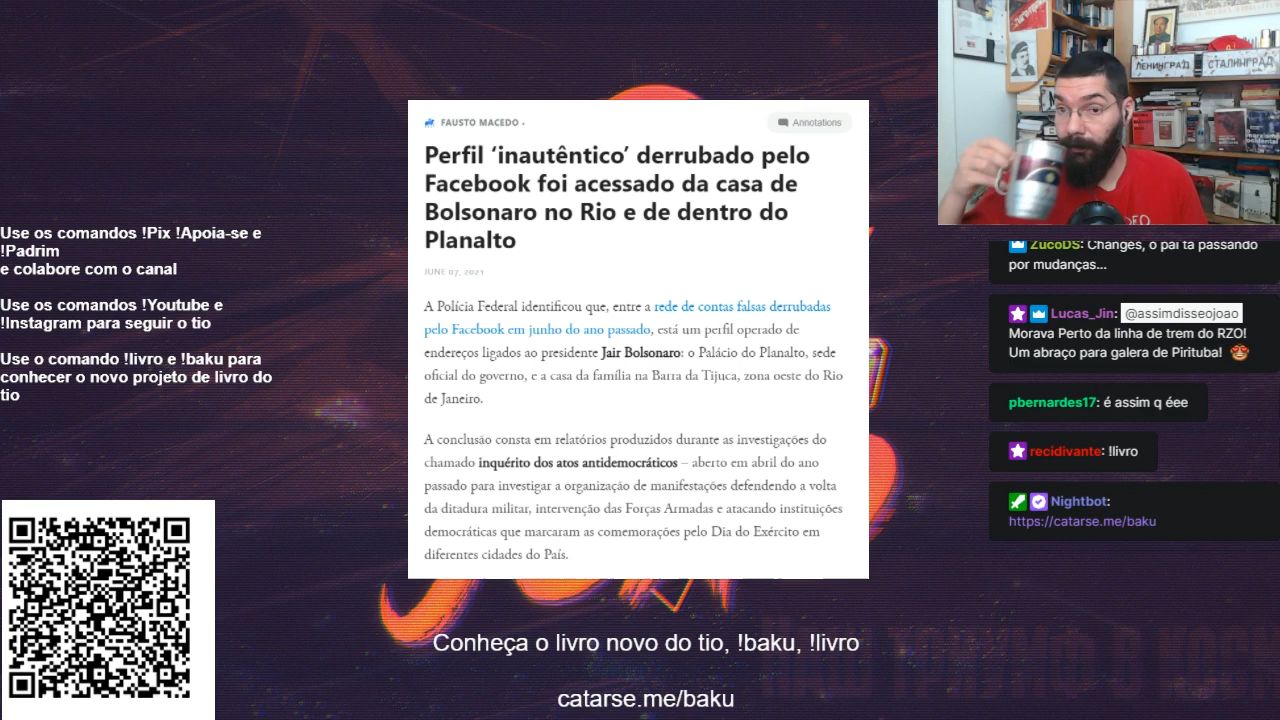 Use os comandos !Pix !Apoia-se e
!Padrim
e colabore com o canal
Use os comandos !Youtube e
!Instagram para seguir o tio
Use o comando !livro e !baku para
conhecer o novo projeto de livro do
tio
FAUSTO MACEDO
Annotations
Perfil ‘inautêntico’ derrubado pelo
Facebook foi acessado da casa de
Bolsonaro no Rio e de dentro do
Planalto
JUNE 07, 2021
A Polícia Federal identificou que, entre a rede de contas falsas derrubadas
pelo Facebook em junho do ano passado, está um perfil operado de
endereços ligados ao presidente Jair Bolsonaro: o Palácio do Planalto, sede
oficial do governo, e a casa da família na Barra da Tijuca, zona oeste do Rio
de Janeiro.
A conclusão consta em relatórios produzidos durante as investigações do
chamado inquérito dos atos antidemocráticos – aberto em abril do ano
passado para investigar a organização de manifestações defendendo a volta
da ditadura militar, intervenção das Forças Armadas e atacando instituições
democráticas que marcaram as comemorações pelo Dia do Exército em
diferentes cidades do País.
Conheça o livro novo do tio, !baku, !livro
catarse.me/baku
ЛЕНИНГРАД
СТАЛИНГРАД
ZucoDS: Changes, o pai ta passando
por mudanças...
Lucas_Jin: @assimdisseojoao
Morava Perto da linha de trem do RZO!
Um abraço para galera de Pirituba!
pbernardes17: é assim q éee
recidivante: !livro
Nightbot:
https://catarse.me/baku